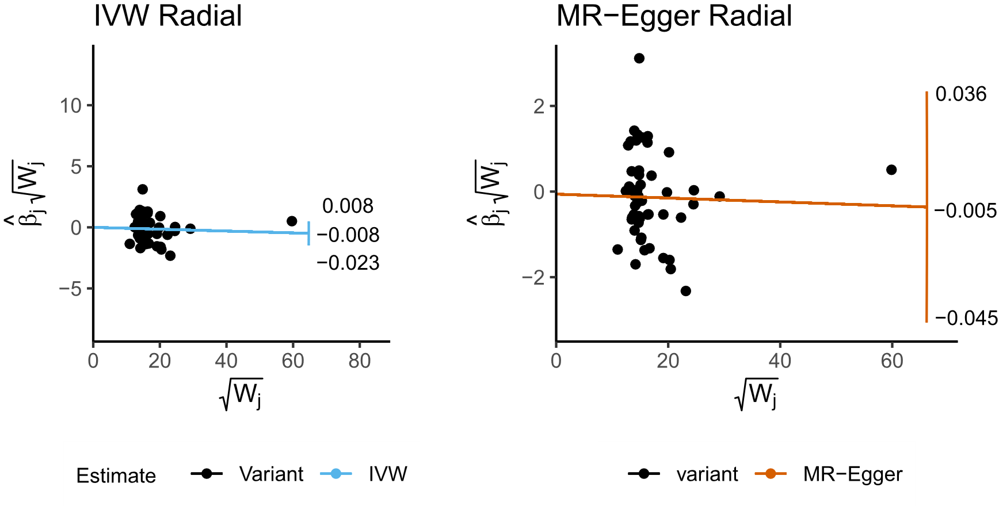 IVW Radial
10
5
0
−5
β̂j √Wj
0.008
−0.008
−0.023
0 20 40 60 80
√Wj
Estimate Variant IVW
MR−Egger Radial
2
0
−2
β̂j √Wj
0.036
−0.005
−0.045
0 20 40 60
√Wj
variant MR−Egger